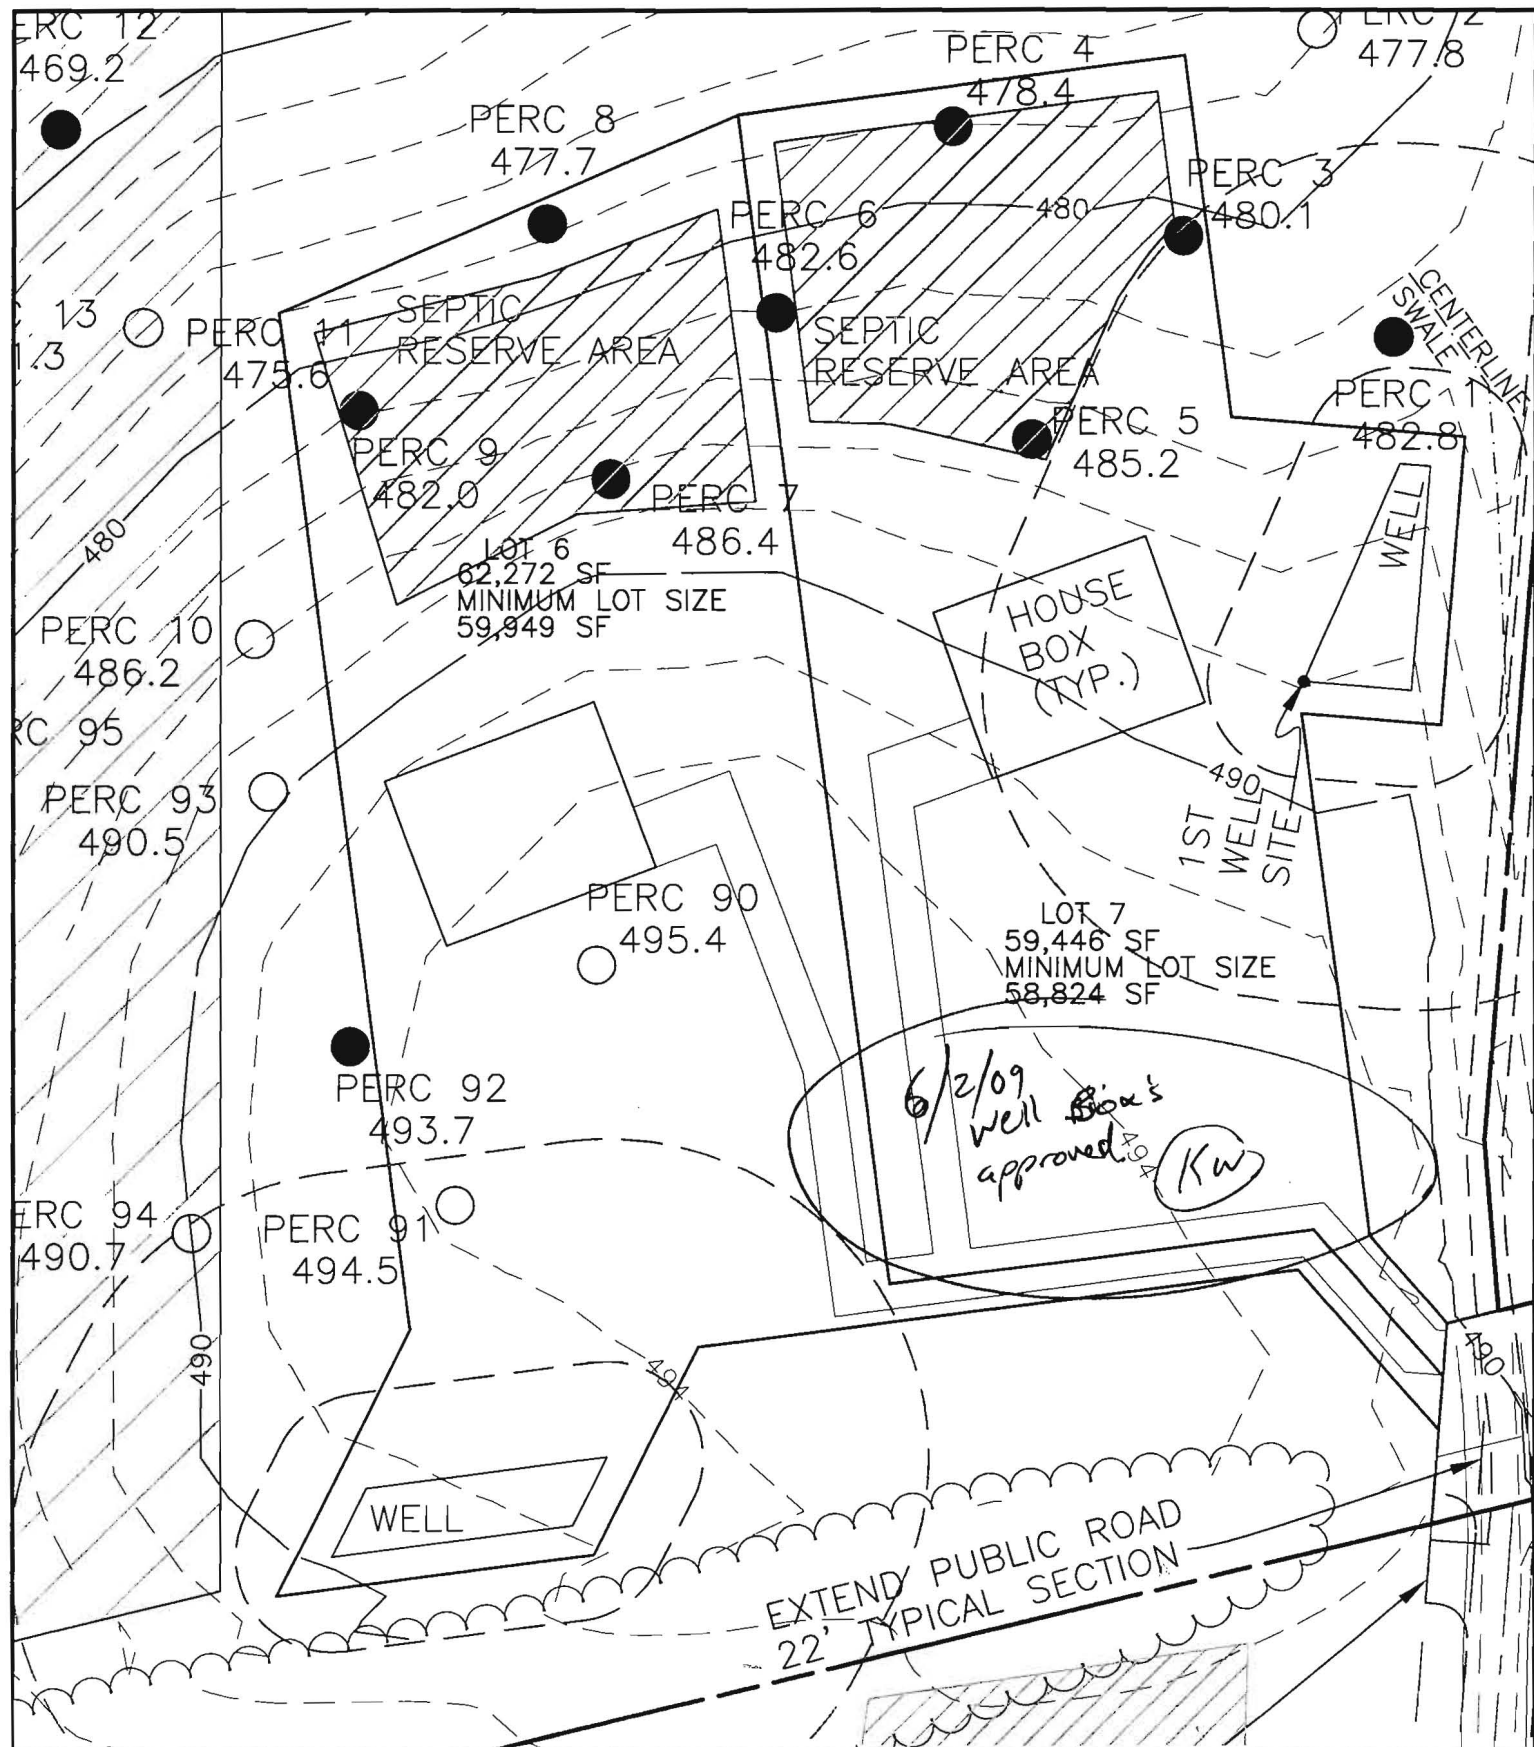 ERC 12
469.2
PERC 4
478.4
477.8
PERC 8
477.7
PERC 3
480.1
PERC 6
482.6
480
13
1.3
PERC 11
475.6
SEPTIC
RESERVE AREA
SEPTIC
RESERVE AREA
CENTERLINE
SWALE
PERC 1
482.8
PERC 5
485.2
PERC 9
482.0
PERC 7
486.4
WELL
480
LOT 6
62,272 SF
MINIMUM LOT SIZE
59,949 SF
HOUSE
BOX
(TYP.)
PERC 10
486.2
RC 95
PERC 93
490.5
490
1ST
WELL
SITE
PERC 90
495.4
LOT 7
59,446 SF
MINIMUM LOT SIZE
58,824 SF
6/2/09
well Box's
approved.
KW
494
PERC 92
493.7
ERC 94
490.7
PERC 91
494.5
490
494
490
WELL
EXTEND PUBLIC ROAD
22' TYPICAL SECTION